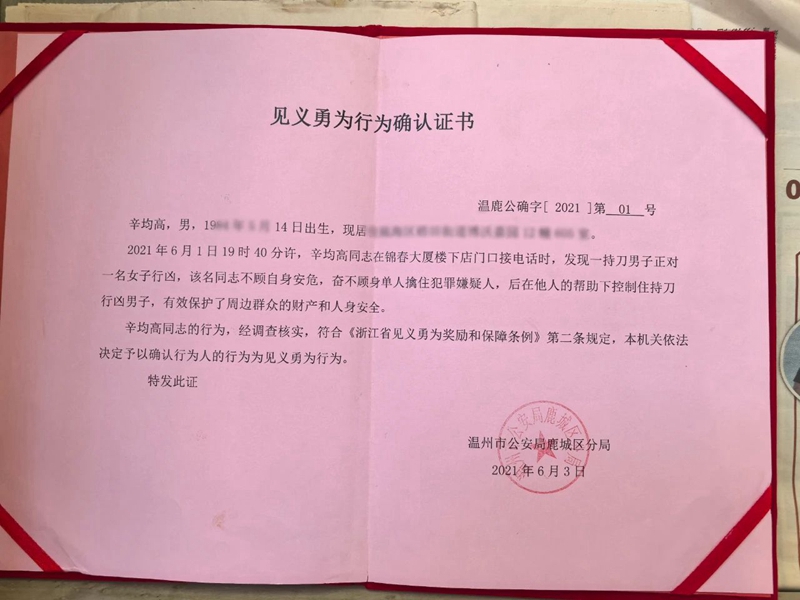 见义勇为行为确认证书
温鹿公确字[ 2021 ]第 01 号
辛均高，男，19 月14日出生，现居 。
2021年6月1日19时40分许，辛均高同志在锦春大厦楼下店门口接电话时，发现一持刀男子正对
一名女子行凶，该名同志不顾自身安危，奋不顾身单人擒住犯罪嫌疑人，后在他人的帮助下控制住持刀
行凶男子，有效保护了周边群众的财产和人身安全。
辛均高同志的行为，经调查核实，符合《浙江省见义勇为奖励和保障条例》第二条规定，本机关依法
决定予以确认行为人的行为为见义勇为行为。
特发此证
温州市公安局鹿城区分局
2021年6月3日